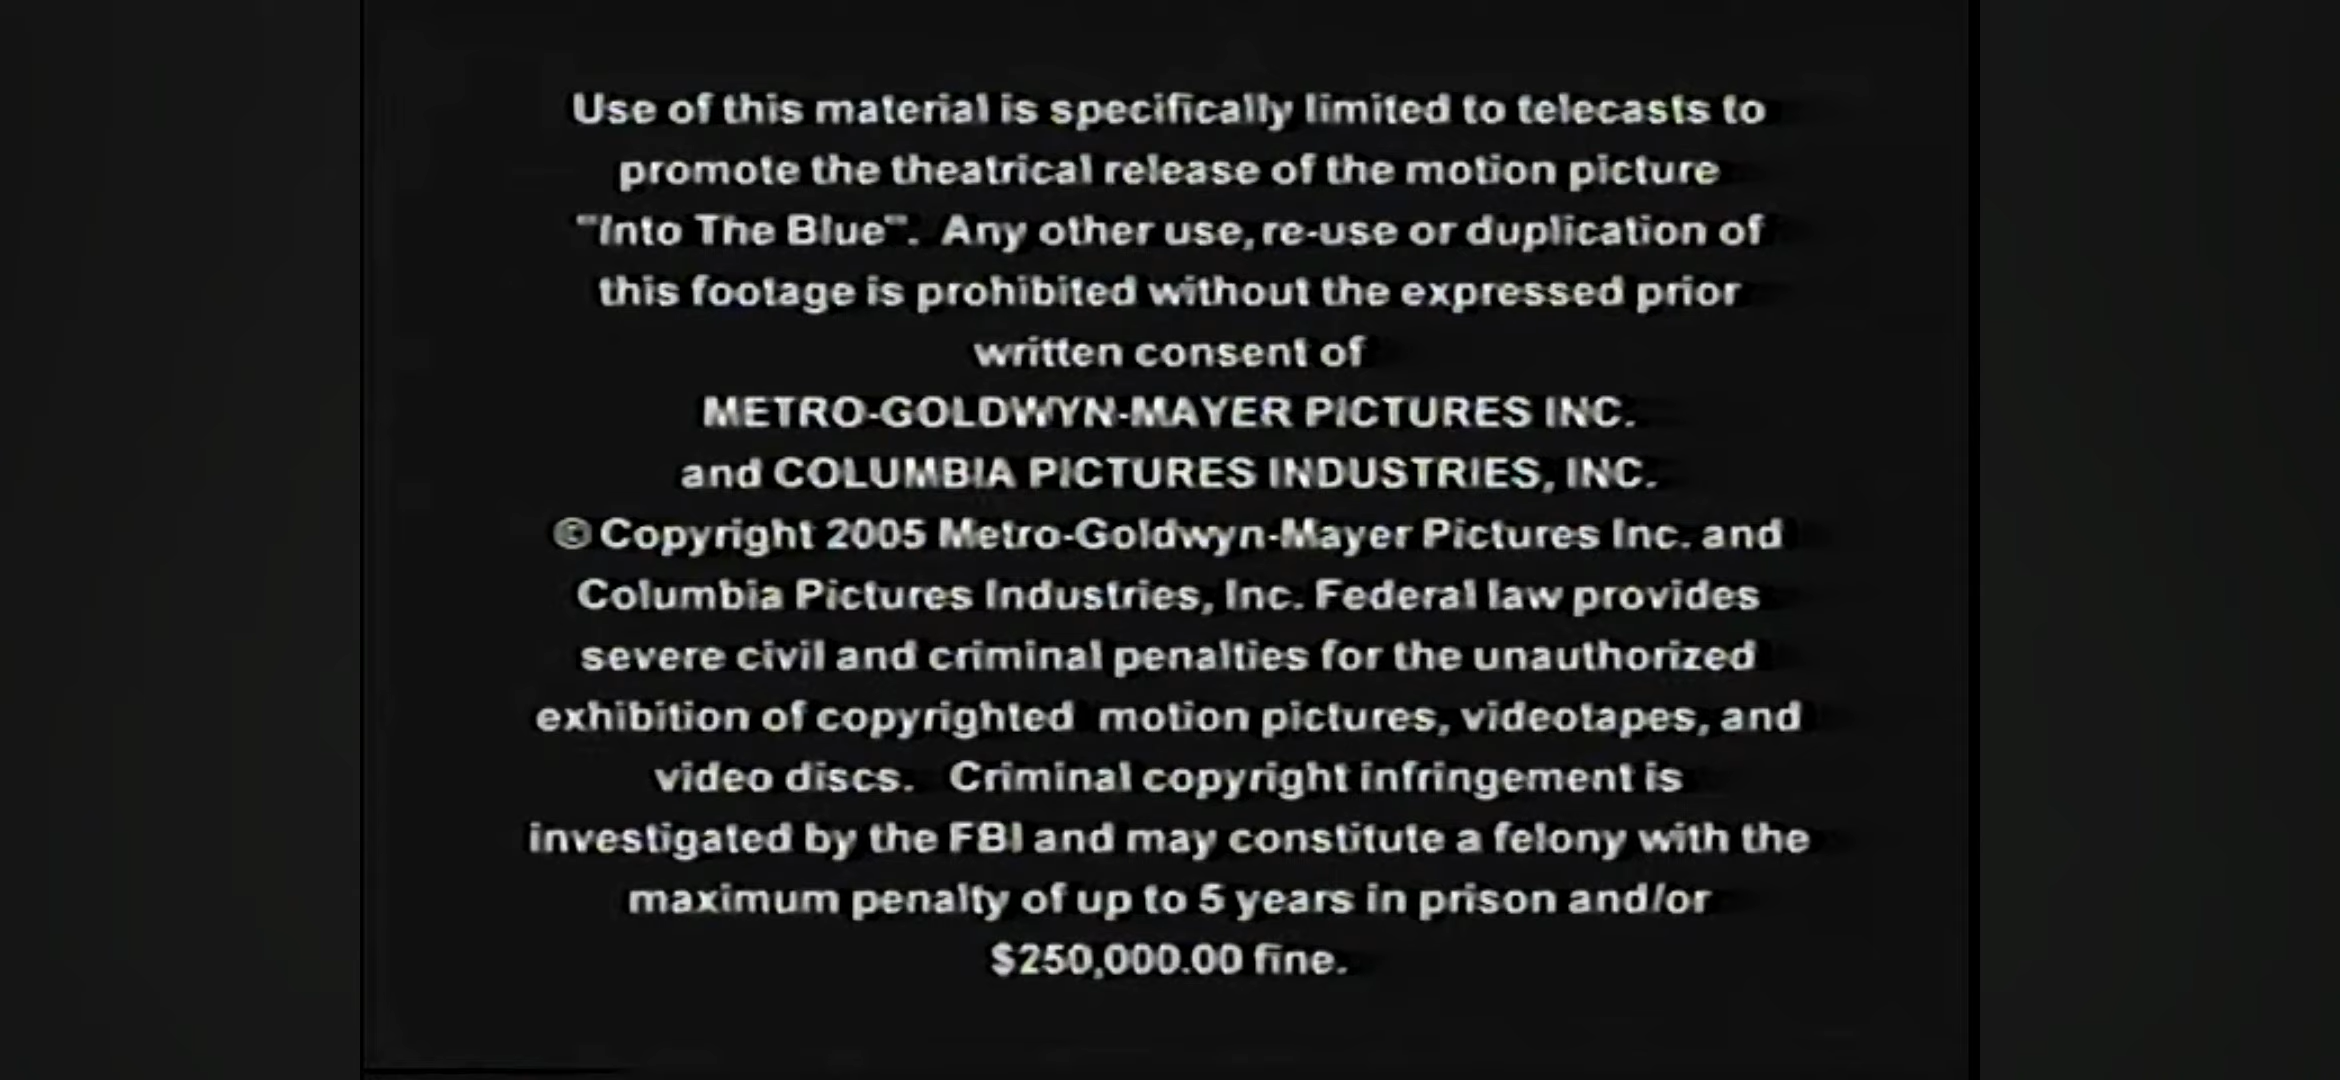 Use of this material is specifically limited to telecasts to
promote the theatrical release of the motion picture
"Into The Blue".  Any other use, re-use or duplication of
this footage is prohibited without the expressed prior
written consent of
METRO-GOLDWYN-MAYER PICTURES INC.
and COLUMBIA PICTURES INDUSTRIES, INC.
© Copyright 2005 Metro-Goldwyn-Mayer Pictures Inc. and
Columbia Pictures Industries, Inc. Federal law provides
severe civil and criminal penalties for the unauthorized
exhibition of copyrighted  motion pictures, videotapes, and
video discs.   Criminal copyright infringement is
investigated by the FBI and may constitute a felony with the
maximum penalty of up to 5 years in prison and/or
$250,000.00 fine.